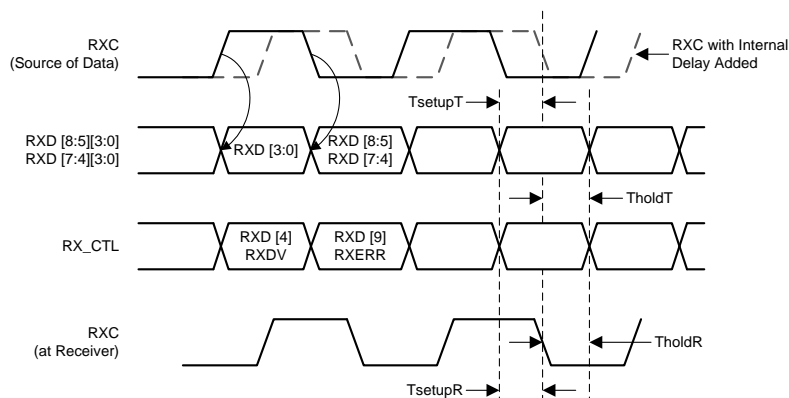 RXC
(Source of Data)
RXC with Internal
Delay Added
TsetupT
RXD [8:5][3:0]
RXD [7:4][3:0]
RXD [3:0]
RXD [8:5]
RXD [7:4]
TholdT
RX_CTL
RXD [4]
RXDV
RXD [9]
RXERR
RXC
(at Receiver)
TholdR
TsetupR